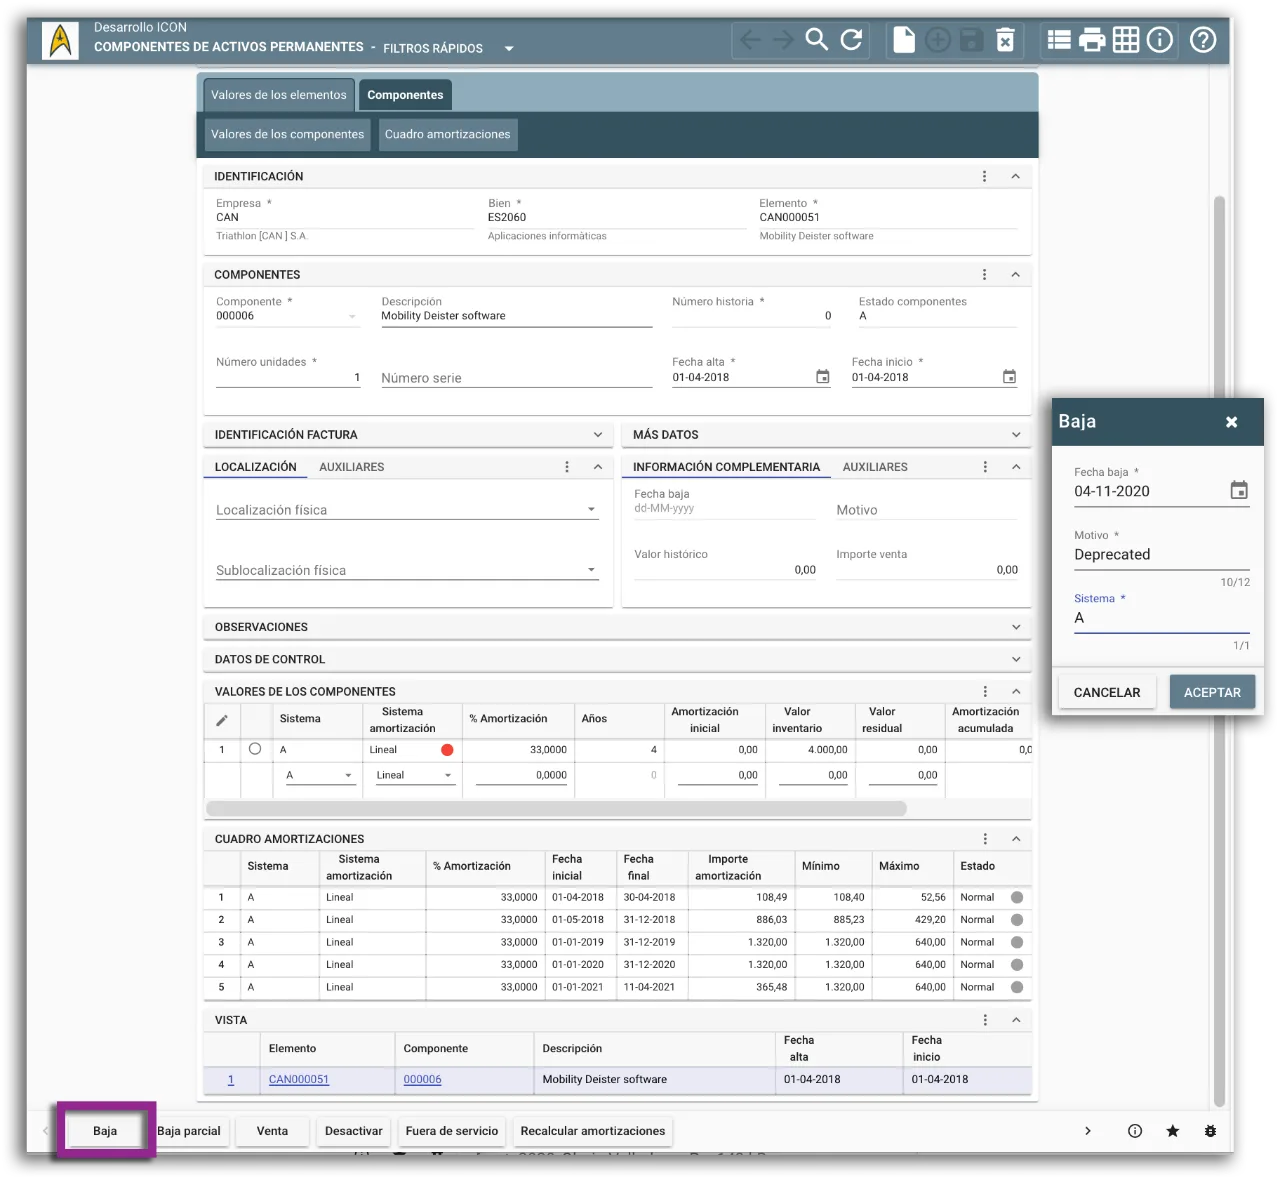 Desarrollo ICON
COMPONENTES DE ACTIVOS PERMANENTES - FILTROS RÁPIDOS
Valores de los elementos Componentes
Valores de los componentes Cuadro amortizaciones
IDENTIFICACIÓN
Empresa * Bien * Elemento *
CAN ES2060 CAN000051
Triathlon [CAN ] S.A. Aplicaciones informàticas Mobility Deister software
COMPONENTES
Componente * Descripción Número historia * Estado componentes
000006 Mobility Deister software 0 A
Número unidades * Fecha alta * Fecha inicio *
1 Número serie 01-04-2018 01-04-2018
IDENTIFICACIÓN FACTURA MÁS DATOS
LOCALIZACIÓN AUXILIARES INFORMACIÓN COMPLEMENTARIA AUXILIARES
Fecha baja
Localización física dd-MM-yyyy Motivo
Valor histórico Importe venta
Sublocalización física 0,00 0,00
OBSERVACIONES
DATOS DE CONTROL
VALORES DE LOS COMPONENTES
Sistema Sistema amortización % Amortización Años Amortización inicial Valor inventario Valor residual Amortización acumulada
1 A Lineal 33,0000 4 0,00 4.000,00 0,00 0,0
A Lineal 0,0000 0 0,00 0,00 0,00
CUADRO AMORTIZACIONES
Sistema Sistema amortización % Amortización Fecha inicial Fecha final Importe amortización Mínimo Máximo Estado
1 A Lineal 33,0000 01-04-2018 30-04-2018 108,49 108,40 52,56 Normal
2 A Lineal 33,0000 01-05-2018 31-12-2018 886,03 885,23 429,20 Normal
3 A Lineal 33,0000 01-01-2019 31-12-2019 1.320,00 1.320,00 640,00 Normal
4 A Lineal 33,0000 01-01-2020 31-12-2020 1.320,00 1.320,00 640,00 Normal
5 A Lineal 33,0000 01-01-2021 11-04-2021 365,48 1.320,00 640,00 Normal
VISTA
Elemento Componente Descripción Fecha alta Fecha inicio
1 CAN000051 000006 Mobility Deister software 01-04-2018 01-04-2018
Baja Baja parcial Venta Desactivar Fuera de servicio Recalcular amortizaciones
Baja
Fecha baja *
04-11-2020
Motivo *
Deprecated
10/12
Sistema *
A
1/1
CANCELAR ACEPTAR